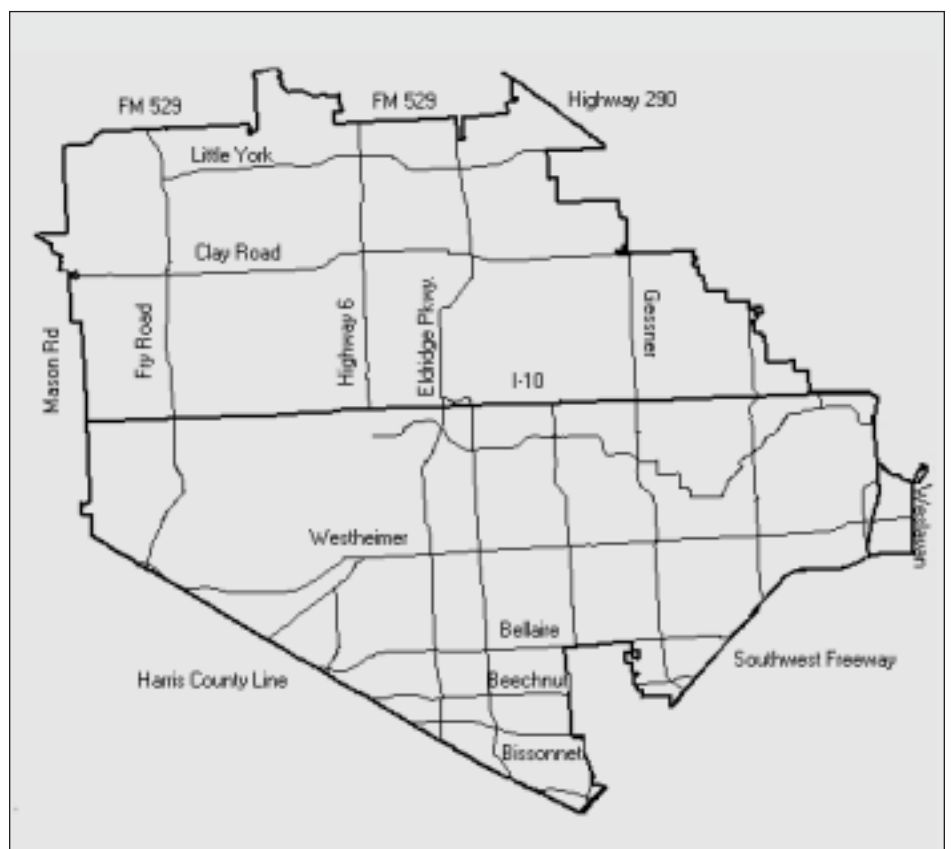 FM 529
FM 529
Highway 290
Little York
Clay Road
Mason Rd
Fry Road
Highway 6
Eldridge Pkwy.
Gessner
I-10
Westheimer
Weslayan
Bellaire
Southwest Freeway
Harris County Line
Beechnut
Bissonnet